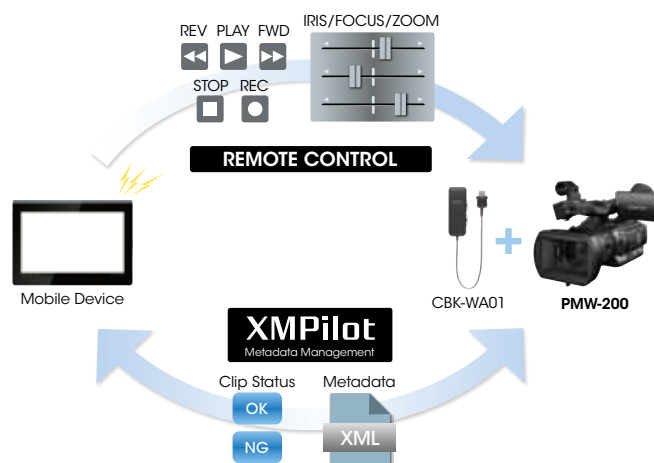 IRIS/FOCUS/ZOOM
REV PLAY FWD
STOP REC
REMOTE CONTROL
Mobile Device
CBK-WA01
PMW-200
XMPilot
Metadata Management
Clip Status
Metadata
OK
NG
XML